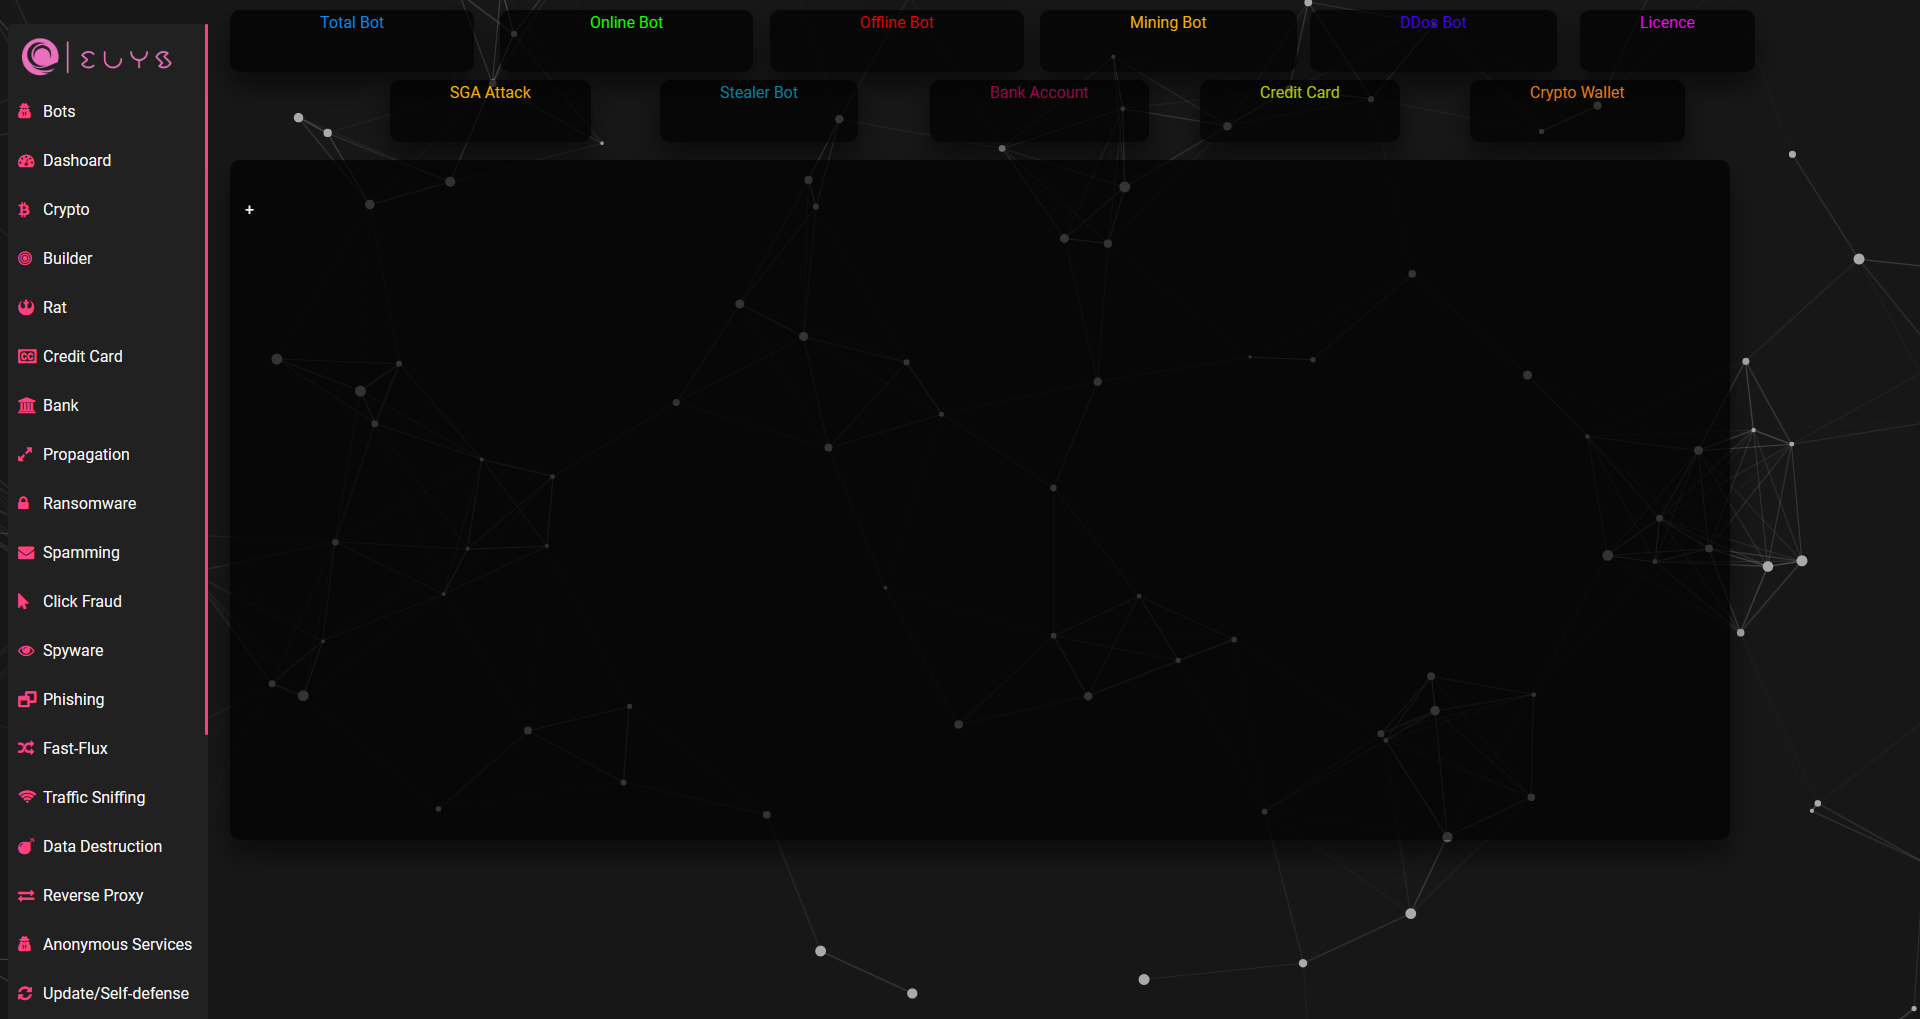 Total Bot
Online Bot
Offline Bot
Mining Bot
DDos Bot
Licence
SGA Attack
Stealer Bot
Bank Account
Credit Card
Crypto Wallet
+
Bots
Dashoard
Crypto
Builder
Rat
Credit Card
Bank
Propagation
Ransomware
Spamming
Click Fraud
Spyware
Phishing
Fast-Flux
Traffic Sniffing
Data Destruction
Reverse Proxy
Anonymous Services
Update/Self-defense